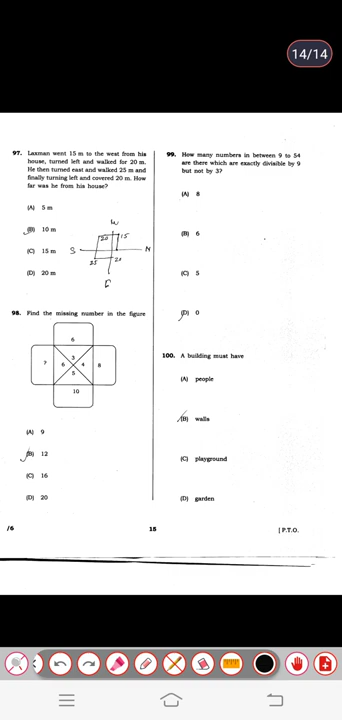 14/14
97. Laxman went 15 m to the west from his
house, turned left and walked for 20 m.
He then turned east and walked 25 m and
finally turning left and covered 20 m. How
far was he from his house?
(A) 5 m
(B) 10 m
(C) 15 m
(D) 20 m
W
20
15
S
N
25
20
E
98. Find the missing number in the figure
6
3
?
6
4
8
5
10
(A) 9
(B) 12
(C) 16
(D) 20
99. How many numbers in between 9 to 54
are there which are exactly divisible by 9
but not by 3?
(A) 8
(B) 6
(C) 5
(D) 0
100. A building must have
(A) people
(B) walls
(C) playground
(D) garden
/6
15
[ P.T.O.